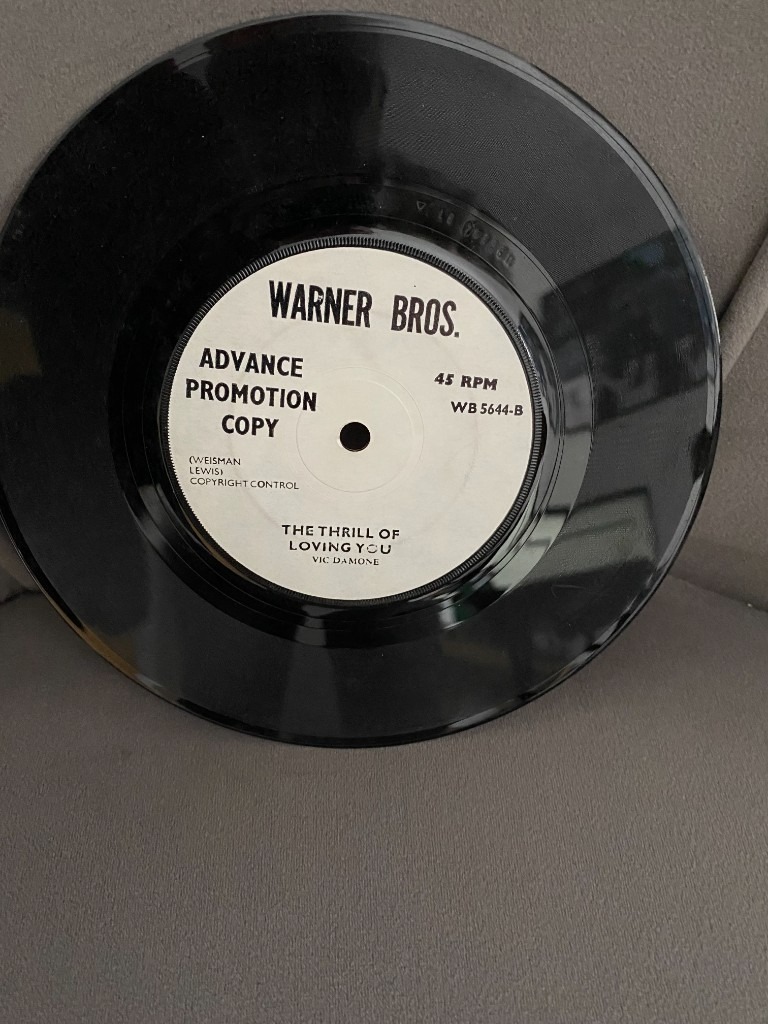 WARNER BROS.
ADVANCE
PROMOTION
COPY
45 RPM
WB 5644-B
(WEISMAN
LEWIS)
COPYRIGHT CONTROL
THE THRILL OF
LOVING YOU
VIC DAMONE